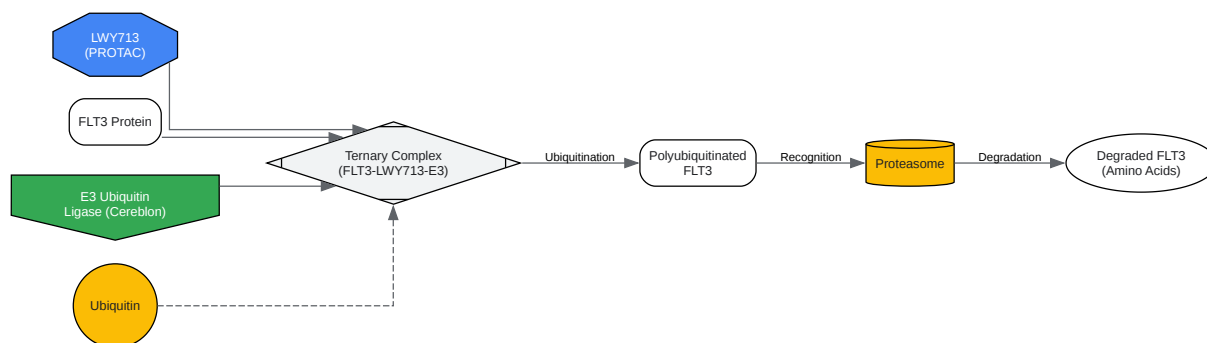 LWY713
(PROTAC)
FLT3 Protein
E3 Ubiquitin
Ligase (Cereblon)
Ubiquitin
Ternary Complex
(FLT3-LWY713-E3)
Ubiquitination
Polyubiquitinated
FLT3
Recognition
Proteasome
Degradation
Degraded FLT3
(Amino Acids)